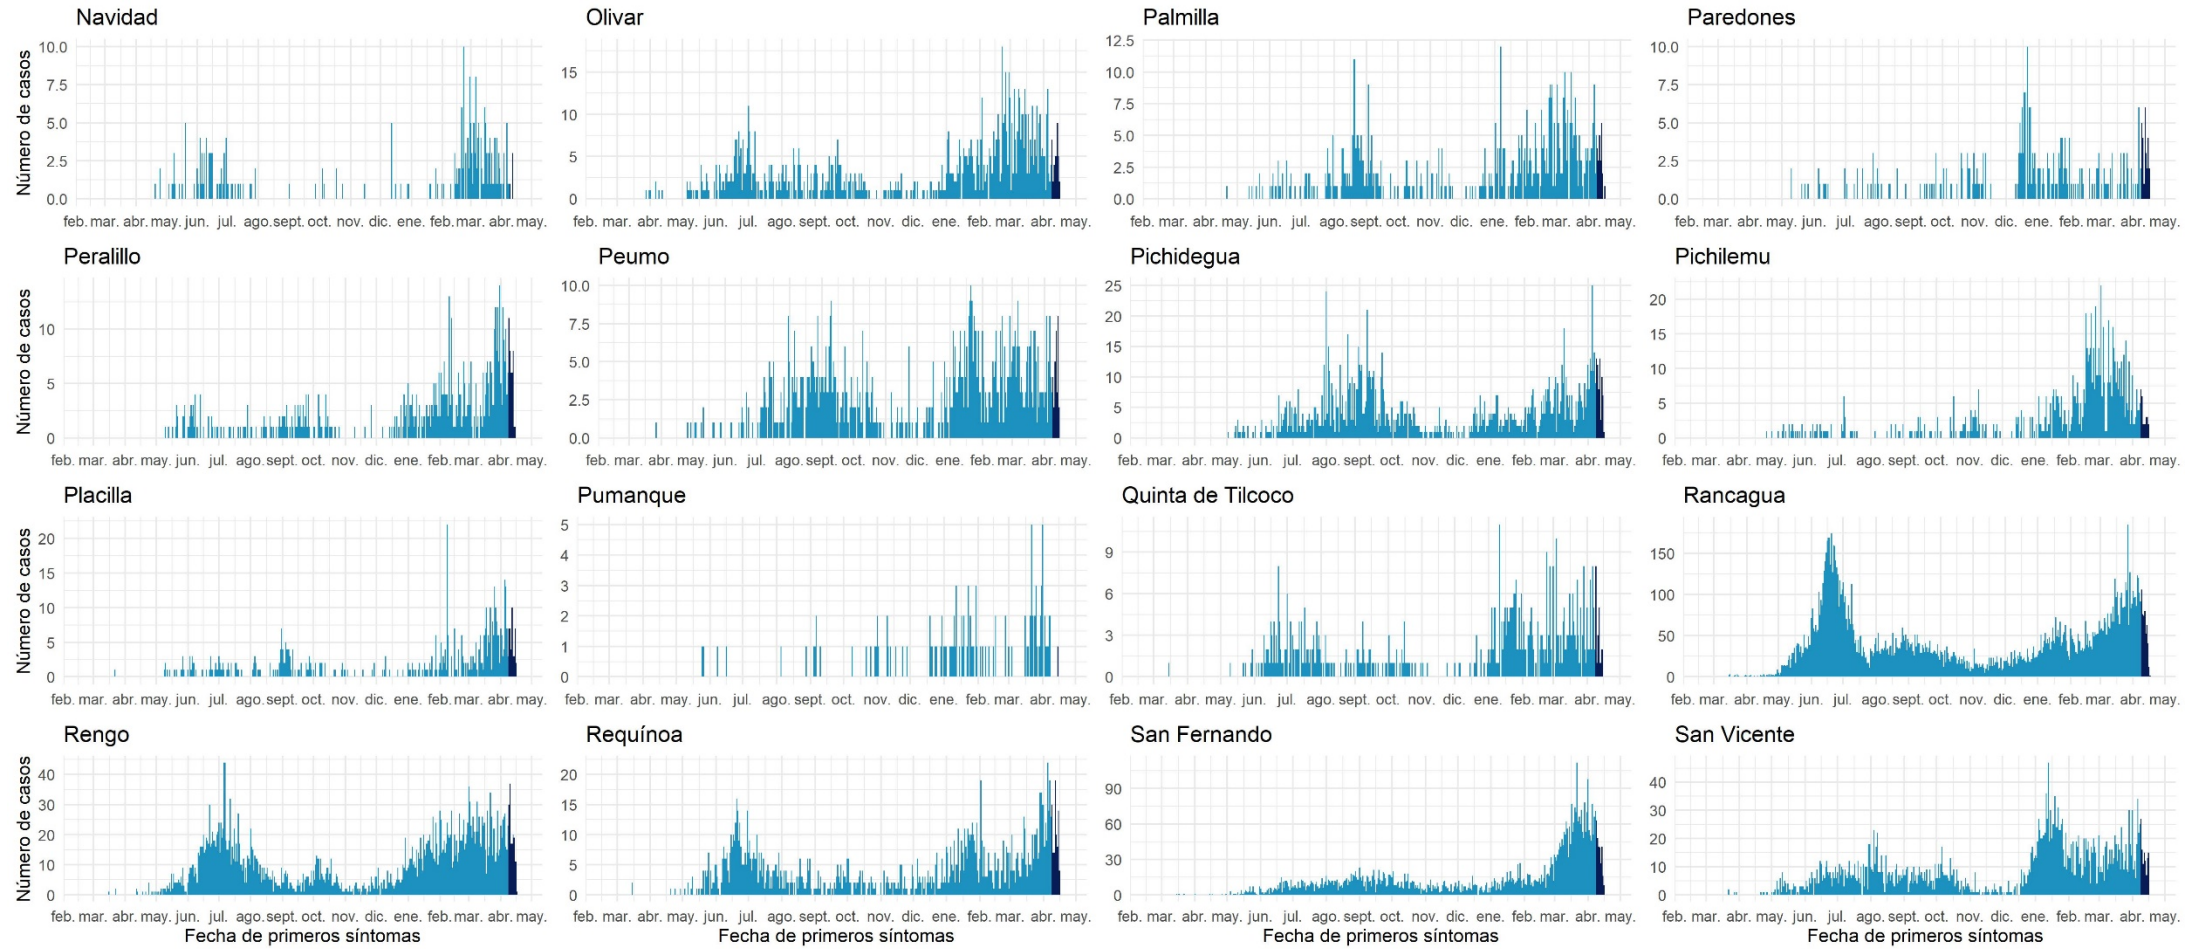 Navidad
Olivar
Palmilla
Paredones
Número de casos
10.0
7.5
5.0
2.5
0.0
15
10
5
0
12.5
10.0
7.5
5.0
2.5
0.0
10.0
7.5
5.0
2.5
0.0
feb. mar. abr. may. jun. jul. ago. sept. oct. nov. dic. ene. feb. mar. abr. may.
feb. mar. abr. may. jun. jul. ago. sept. oct. nov. dic. ene. feb. mar. abr. may.
feb. mar. abr. may. jun. jul. ago. sept. oct. nov. dic. ene. feb. mar. abr. may.
feb. mar. abr. may. jun. jul. ago. sept. oct. nov. dic. ene. feb. mar. abr. may.
Peralillo
Peumo
Pichidegua
Pichilemu
Número de casos
10
5
0
10.0
7.5
5.0
2.5
0.0
25
20
15
10
5
0
20
15
10
5
0
feb. mar. abr. may. jun. jul. ago. sept. oct. nov. dic. ene. feb. mar. abr. may.
feb. mar. abr. may. jun. jul. ago. sept. oct. nov. dic. ene. feb. mar. abr. may.
feb. mar. abr. may. jun. jul. ago. sept. oct. nov. dic. ene. feb. mar. abr. may.
feb. mar. abr. may. jun. jul. ago. sept. oct. nov. dic. ene. feb. mar. abr. may.
Placilla
Pumanque
Quinta de Tilcoco
Rancagua
Número de casos
20
15
10
5
0
5
4
3
2
1
0
9
6
3
0
150
100
50
0
feb. mar. abr. may. jun. jul. ago. sept. oct. nov. dic. ene. feb. mar. abr. may.
feb. mar. abr. may. jun. jul. ago. sept. oct. nov. dic. ene. feb. mar. abr. may.
feb. mar. abr. may. jun. jul. ago. sept. oct. nov. dic. ene. feb. mar. abr. may.
feb. mar. abr. may. jun. jul. ago. sept. oct. nov. dic. ene. feb. mar. abr. may.
Rengo
Requínoa
San Fernando
San Vicente
Número de casos
40
30
20
10
0
20
15
10
5
0
90
60
30
0
40
30
20
10
0
feb. mar. abr. may. jun. jul. ago. sept. oct. nov. dic. ene. feb. mar. abr. may.
feb. mar. abr. may. jun. jul. ago. sept. oct. nov. dic. ene. feb. mar. abr. may.
feb. mar. abr. may. jun. jul. ago. sept. oct. nov. dic. ene. feb. mar. abr. may.
feb. mar. abr. may. jun. jul. ago. sept. oct. nov. dic. ene. feb. mar. abr. may.
Fecha de primeros síntomas
Fecha de primeros síntomas
Fecha de primeros síntomas
Fecha de primeros síntomas